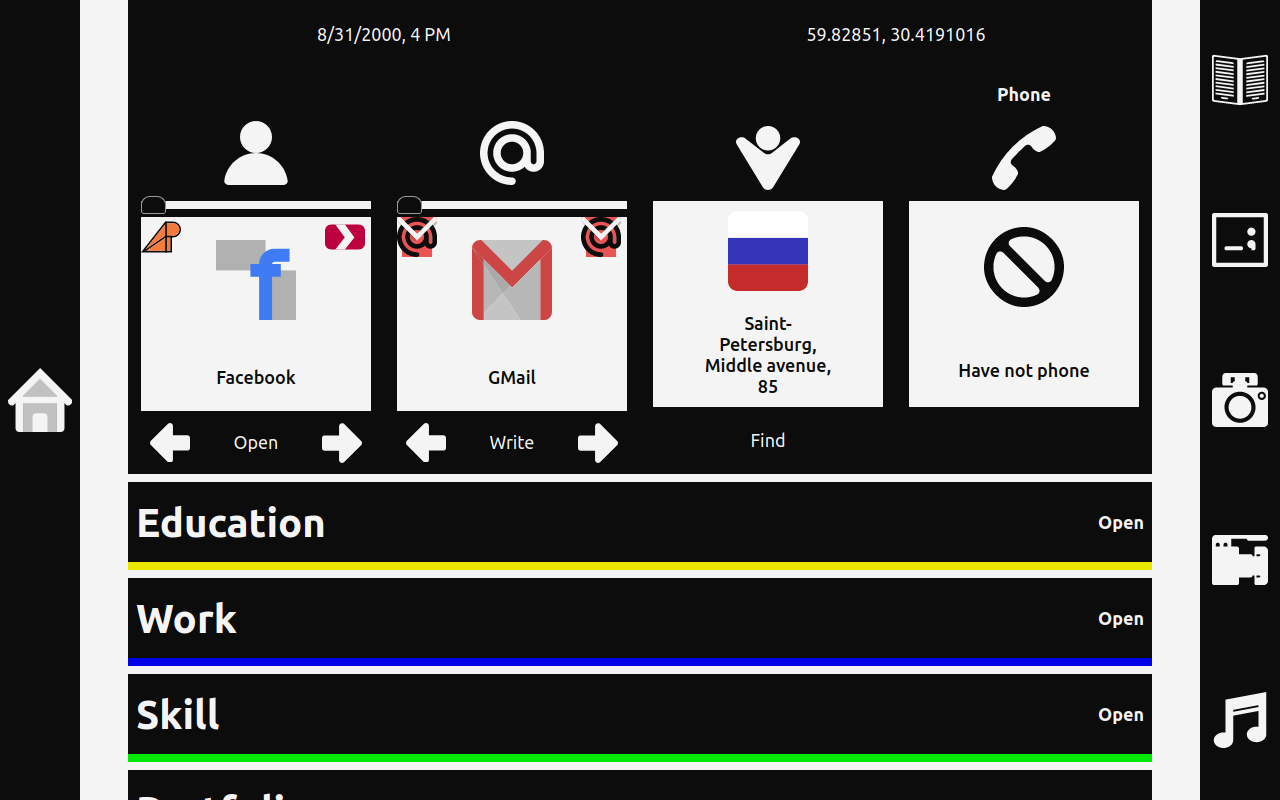 8/31/2000, 4 PM
59.82851, 30.4191016
Phone
Facebook
GMail
Saint-
Petersburg,
Middle avenue,
85
Have not phone
Open
Write
Find
Education
Open
Work
Open
Skill
Open